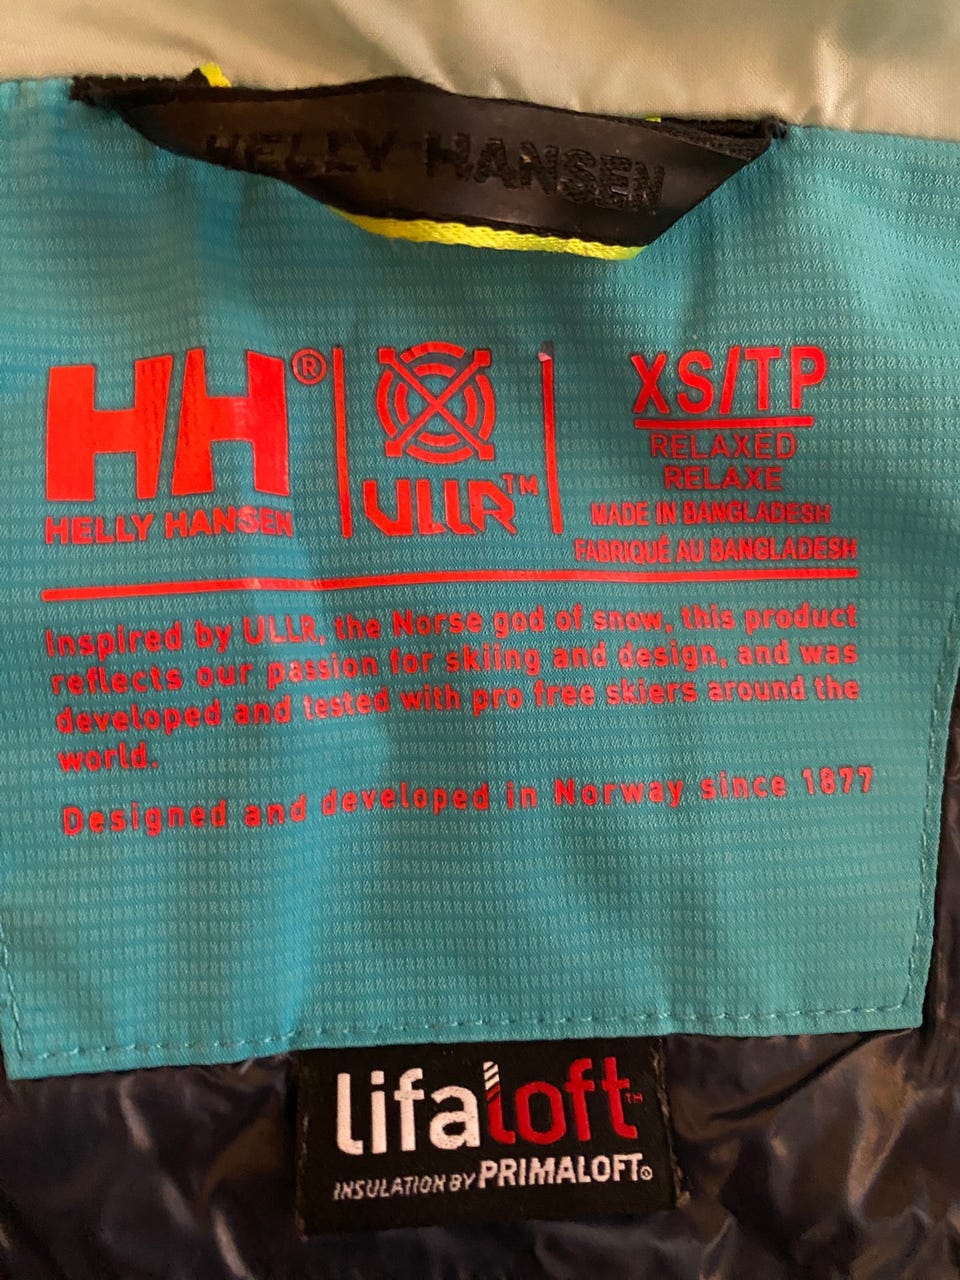 HELLY HANSEN
HH®
HELLY HANSEN
ULLR™
XS/TP
RELAXED
RELAXE
MADE IN BANGLADESH
FABRIQUÉ AU BANGLADESH
Inspired by ULLR, the Norse god of snow, this product
reflects our passion for skiing and design, and was
developed and tested with pro free skiers around the
world.
Designed and developed in Norway since 1877
lifaloft™
INSULATION BY PRIMALOFT®